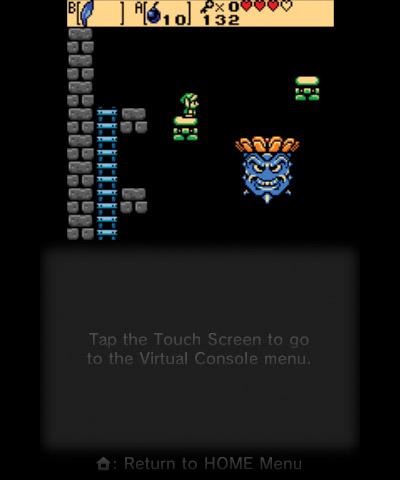 B A 10 × 0
132
Tap the Touch Screen to go
to the Virtual Console menu.
: Return to HOME Menu